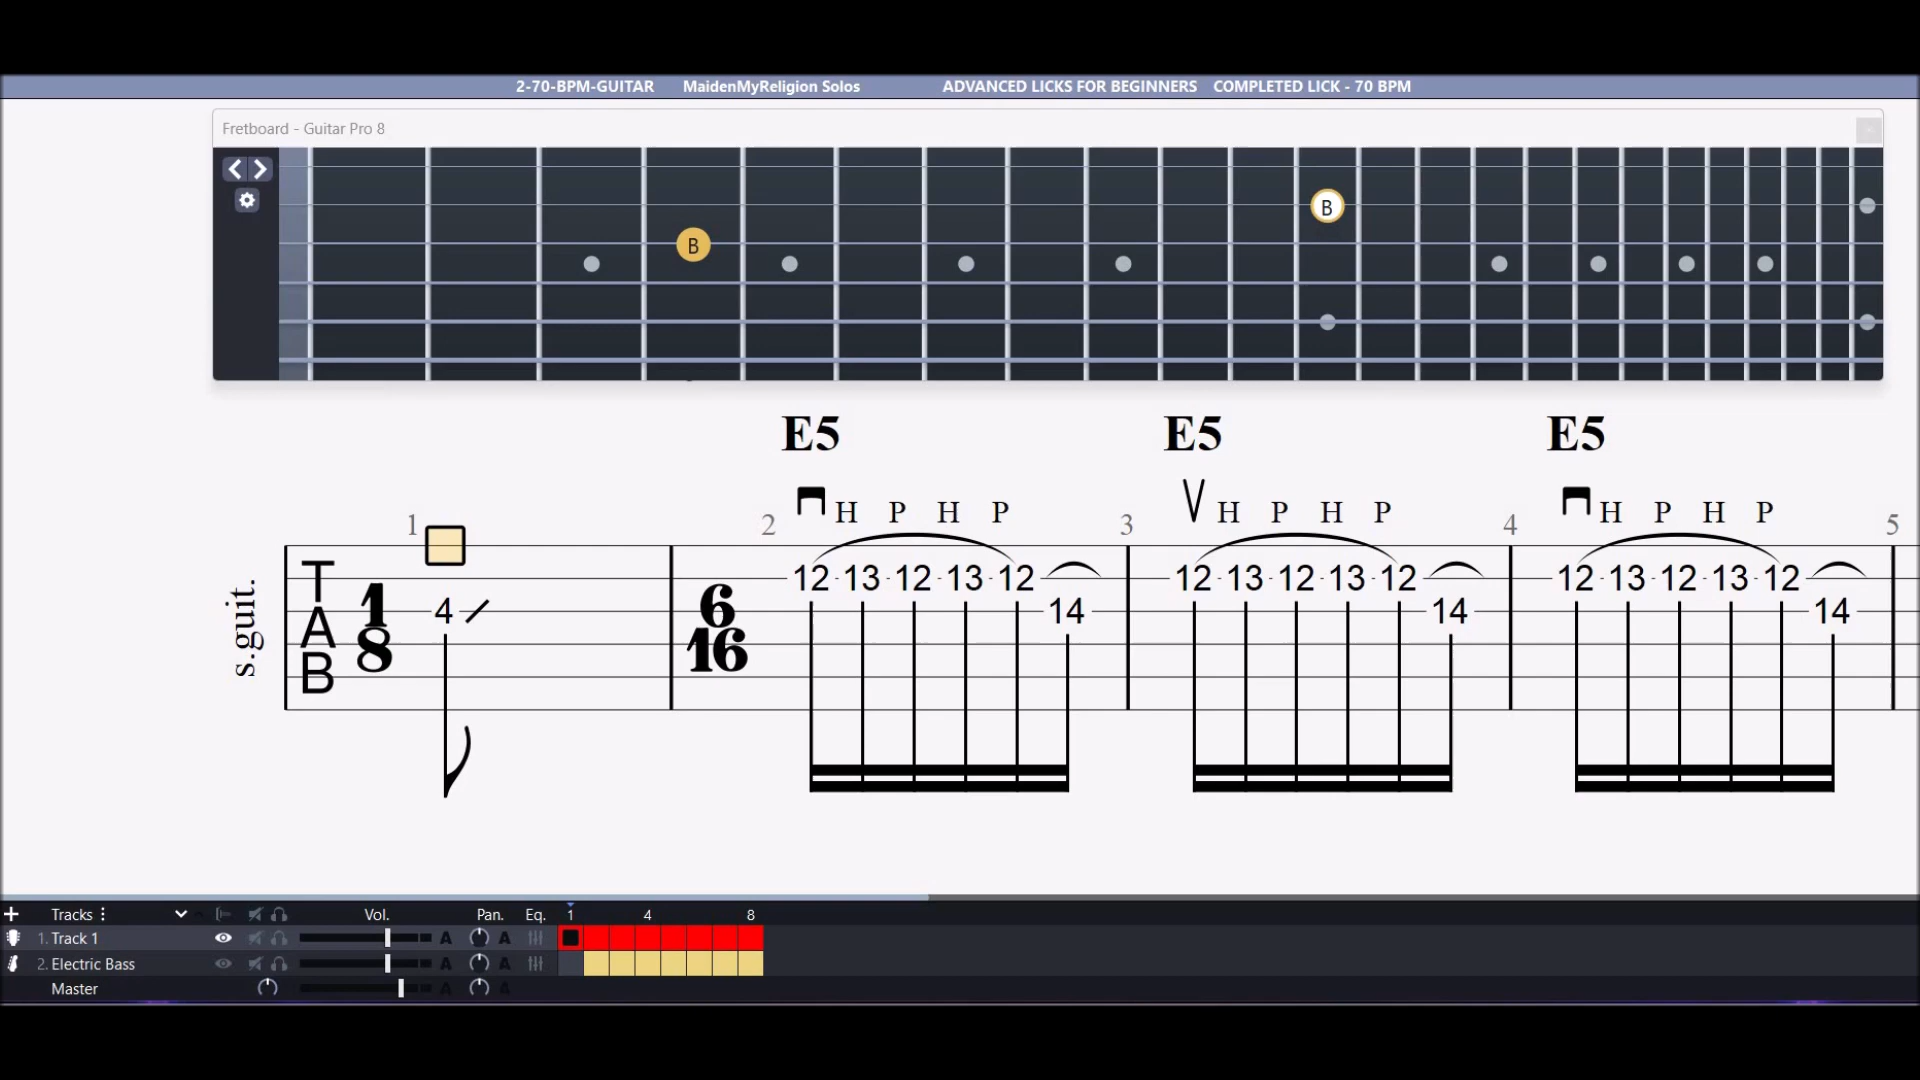 2-70-BPM-GUITAR MaidenMyReligion Solos ADVANCED LICKS FOR BEGINNERS COMPLETED LICK - 70 BPM
Fretboard - Guitar Pro 8
B
B
E5 E5 E5
H P H P H P H P H P H P
1 2 3 4 5
s.guit.
TAB
1/8
4
6/16
12 13 12 13 12 14 12 13 12 13 12 14 12 13 12 13 12 14
Tracks Vol. Pan. Eq. 1 4 8
1. Track 1 A A
2. Electric Bass A A
Master A A